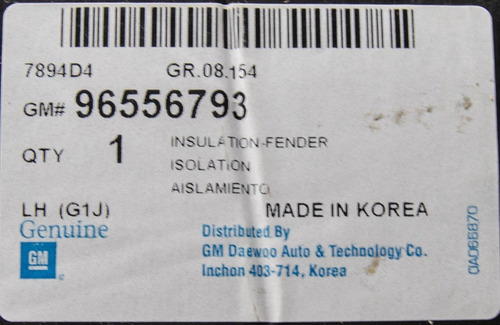 7894D4 GR.08.154
GM# 96556793
QTY 1 INSULATION-FENDER
ISOLATION
AISLAMIENTO
LH (G1J) MADE IN KOREA
Genuine
GM
Distributed By
GM Daewoo Auto & Technology Co.
Inchon 403-714, Korea
0A066870